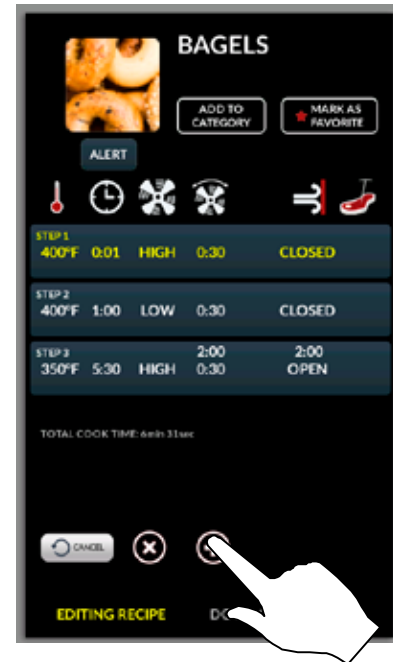 BAGELS
ADD TO
CATEGORY
MARK AS
FAVORITE
ALERT
STEP 1
400°F 0:01 HIGH 0:30 CLOSED
STEP 2
400°F 1:00 LOW 0:30 CLOSED
STEP 3
2:00 2:00
350°F 5:30 HIGH 0:30 OPEN
TOTAL COOK TIME: 6min 31sec
CANCEL
EDITING RECIPE